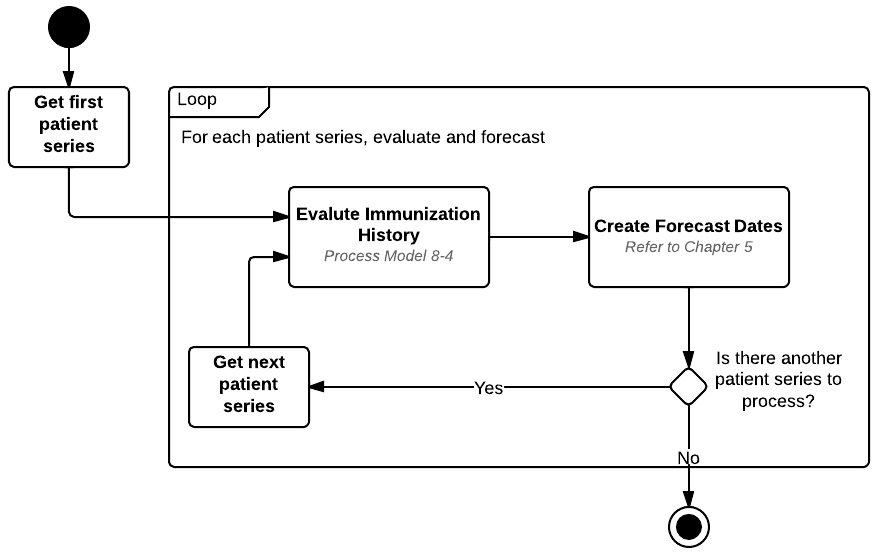 Get first
patient
series
Loop
For each patient series, evaluate and forecast
Evalute Immunization
History
Process Model 8-4
Create Forecast Dates
Refer to Chapter 5
Get next
patient
series
Yes
Is there another
patient series to
process?
No